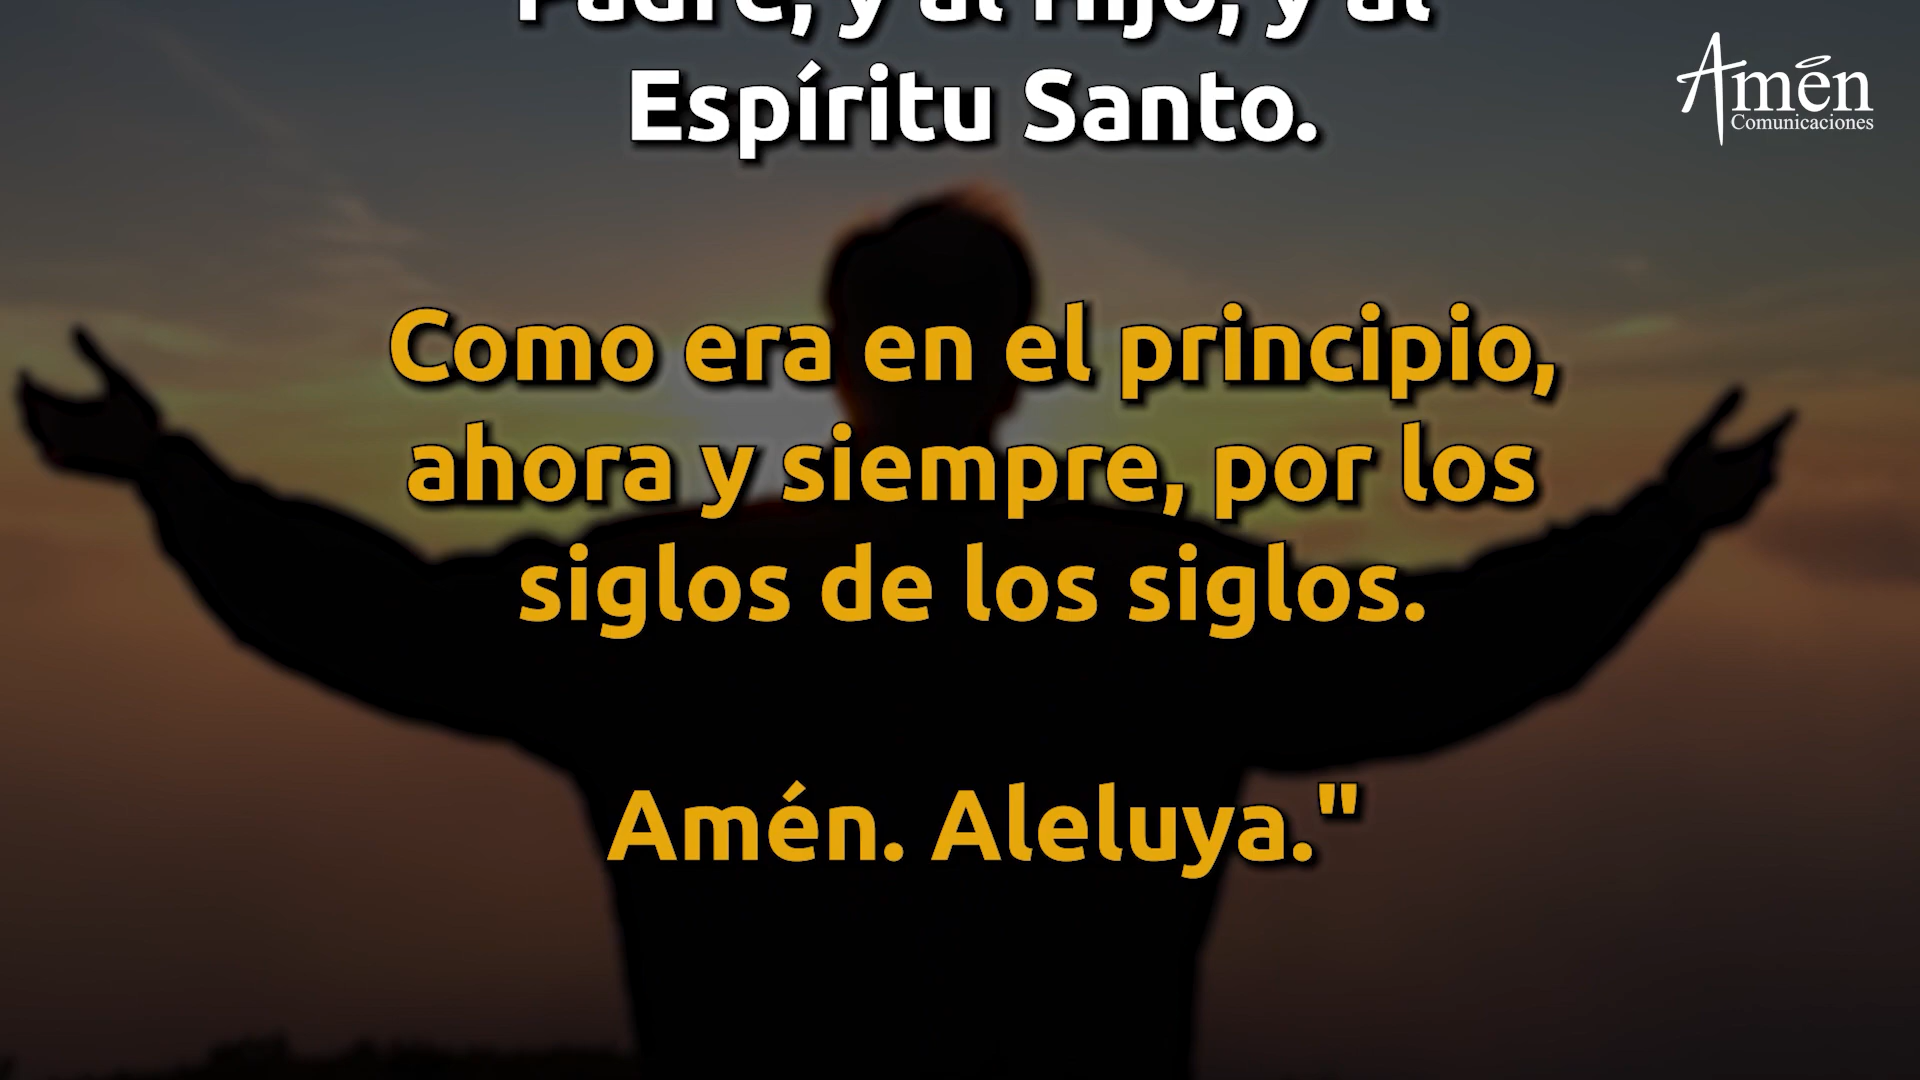 Padre, y al Hijo, y al
Espíritu Santo.
Amén
Comunicaciones
Como era en el principio,
ahora y siempre, por los
siglos de los siglos.
Amén. Aleluya."